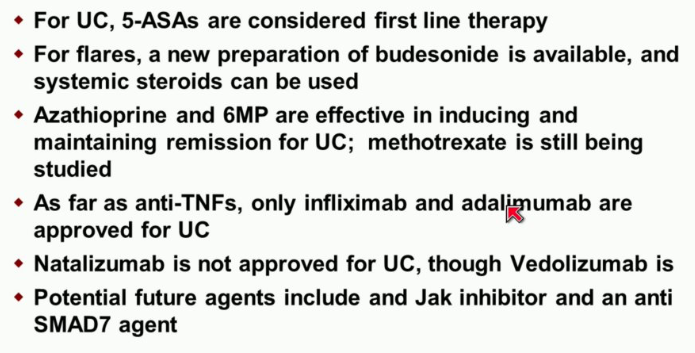 For UC, 5-ASAs are considered first line therapy
For flares, a new preparation of budesonide is available, and
systemic steroids can be used
Azathioprine and 6MP are effective in inducing and
maintaining remission for UC; methotrexate is still being
studied
As far as anti-TNFs, only infliximab and adalimumab are
approved for UC
Natalizumab is not approved for UC, though Vedolizumab is
Potential future agents include and Jak inhibitor and an anti
SMAD7 agent